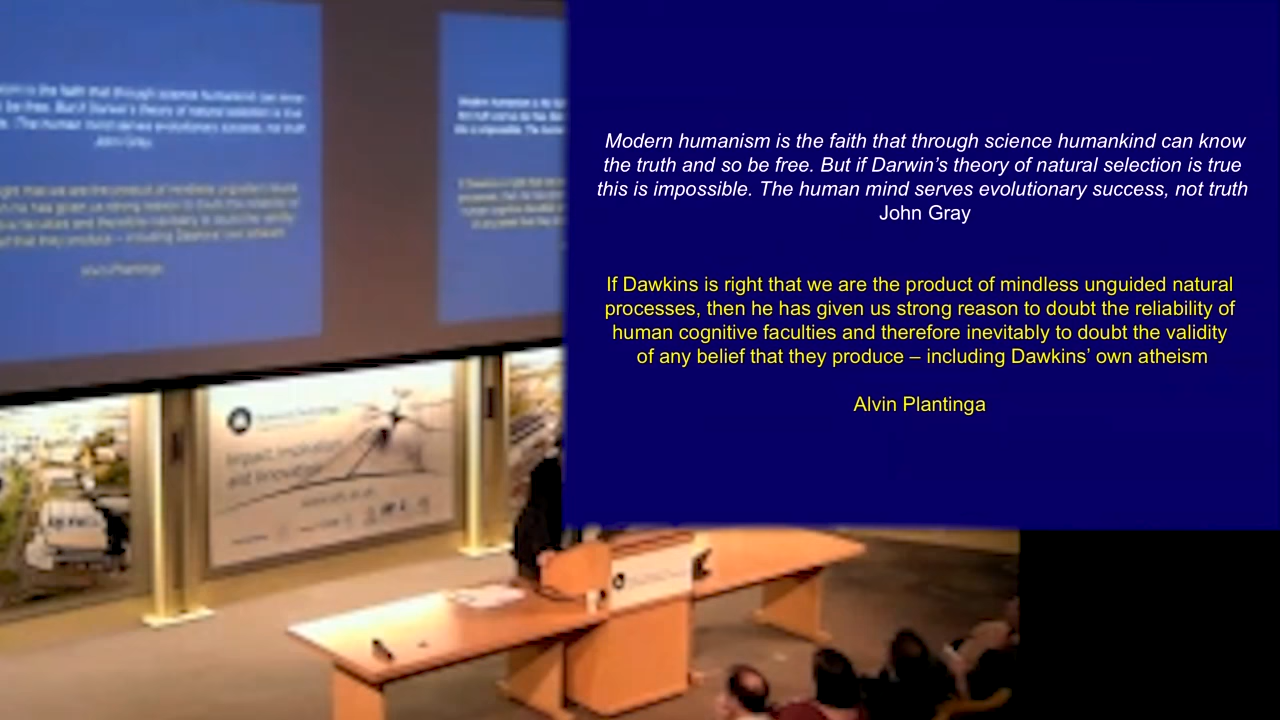 Modern humanism is the faith that through science humankind can know
the truth and so be free. But if Darwin's theory of natural selection is true
this is impossible. The human mind serves evolutionary success, not truth
John Gray
If Dawkins is right that we are the product of mindless unguided natural
processes, then he has given us strong reason to doubt the reliability of
human cognitive faculties and therefore inevitably to doubt the validity
of any belief that they produce – including Dawkins' own atheism
Alvin Plantinga
Impact, inspiration
and innovation